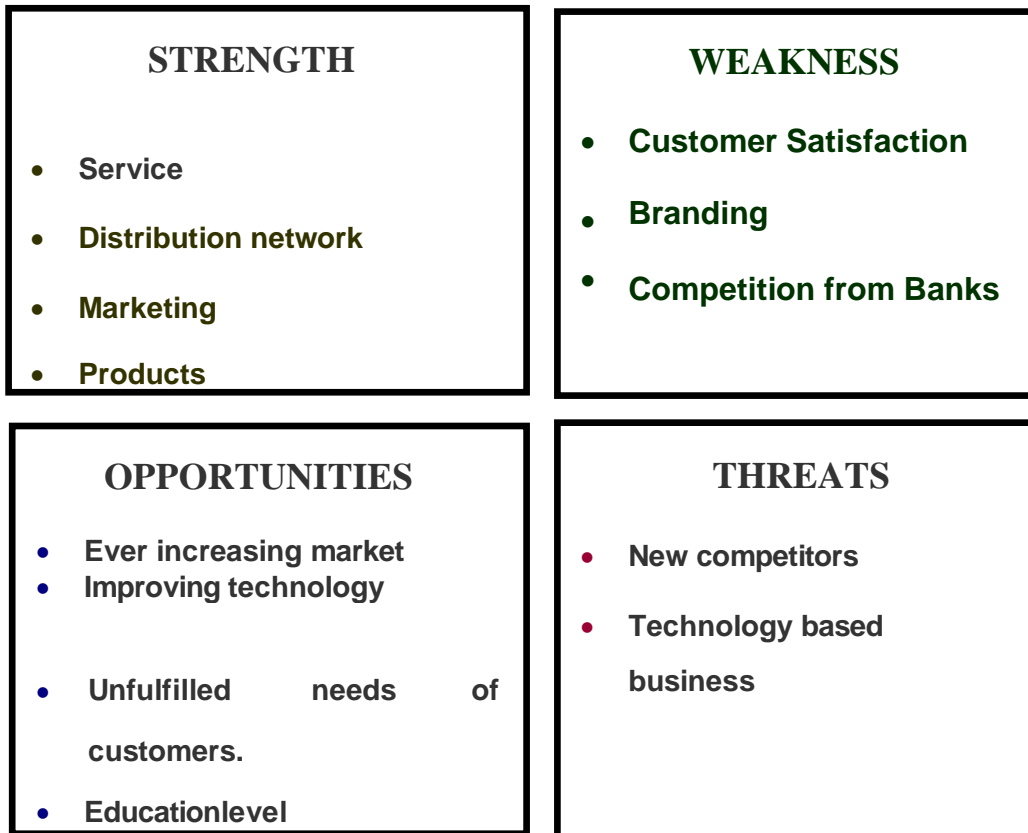 STRENGTH
• Service
• Distribution network
• Marketing
• Products
WEAKNESS
• Customer Satisfaction
• Branding
• Competition from Banks
OPPORTUNITIES
• Ever increasing market
• Improving technology
• Unfulfilled needs of
customers.
• Educationlevel
THREATS
• New competitors
• Technology based
business